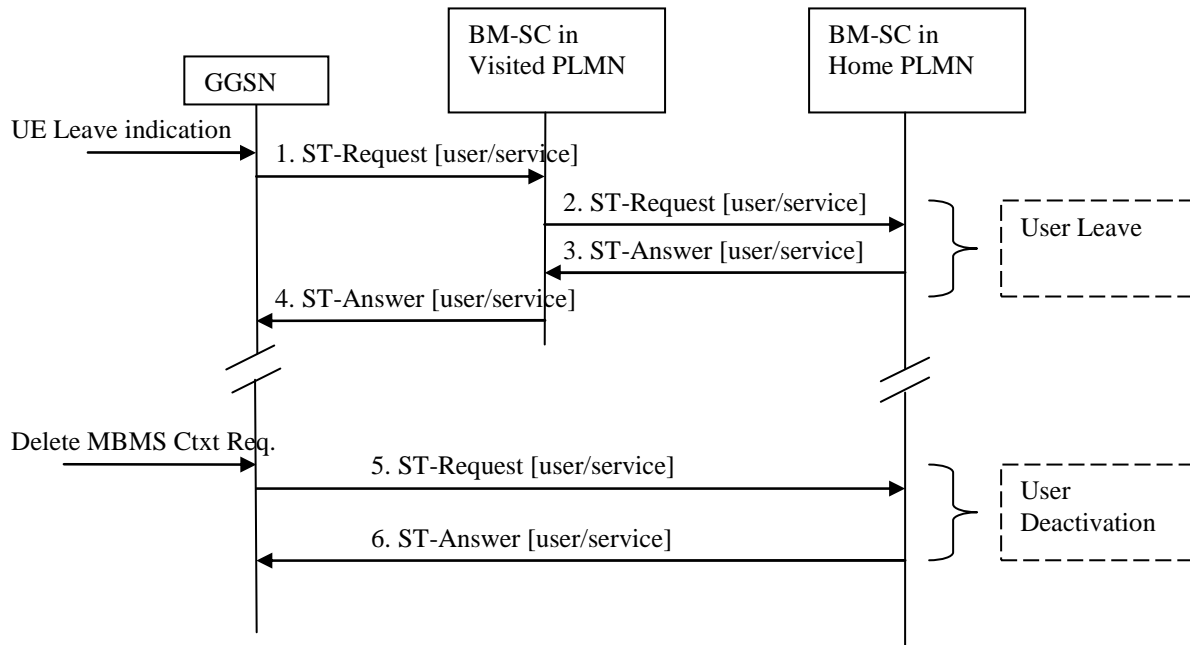 BM-SC in
Visited PLMN
BM-SC in
Home PLMN
GGSN
UE Leave indication
1. ST-Request [user/service]
2. ST-Request [user/service]
User Leave
3. ST-Answer [user/service]
4. ST-Answer [user/service]
Delete MBMS Ctxt Req.
5. ST-Request [user/service]
User
Deactivation
6. ST-Answer [user/service]